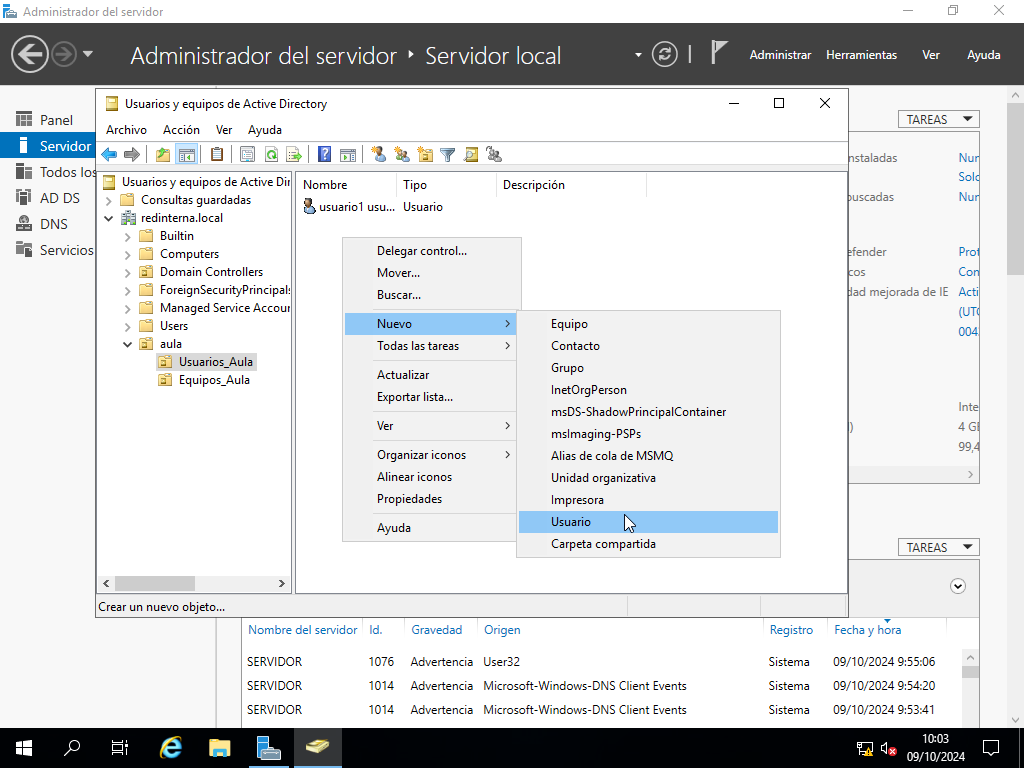 Administrador del servidor
Administrador del servidor ‣ Servidor local
Administrar Herramientas Ver Ayuda
Panel
Servidor
Todos los
AD DS
DNS
Servicios
Usuarios y equipos de Active Directory
Archivo Acción Ver Ayuda
Usuarios y equipos de Active Dir
Consultas guardadas
redinterna.local
Builtin
Computers
Domain Controllers
ForeignSecurityPrincipals
Managed Service Accour
Users
aula
Usuarios_Aula
Equipos_Aula
Nombre Tipo Descripción
usuario1 usu... Usuario
Delegar control...
Mover...
Buscar...
Nuevo
Todas las tareas
Actualizar
Exportar lista...
Ver
Organizar iconos
Alinear iconos
Propiedades
Ayuda
Equipo
Contacto
Grupo
InetOrgPerson
msDS-ShadowPrincipalContainer
msImaging-PSPs
Alias de cola de MSMQ
Unidad organizativa
Impresora
Usuario
Carpeta compartida
Crear un nuevo objeto...
TAREAS
nstaladas Nun
Solo
buscadas Nun
efender Prot
cos Con
dad mejorada de IE Acti
(UTC
004
Inte
) 4 GI
99,4
TAREAS
Nombre del servidor Id. Gravedad Origen Registro Fecha y hora
SERVIDOR 1076 Advertencia User32 Sistema 09/10/2024 9:55:06
SERVIDOR 1014 Advertencia Microsoft-Windows-DNS Client Events Sistema 09/10/2024 9:54:20
SERVIDOR 1014 Advertencia Microsoft-Windows-DNS Client Events Sistema 09/10/2024 9:53:41
10:03
09/10/2024